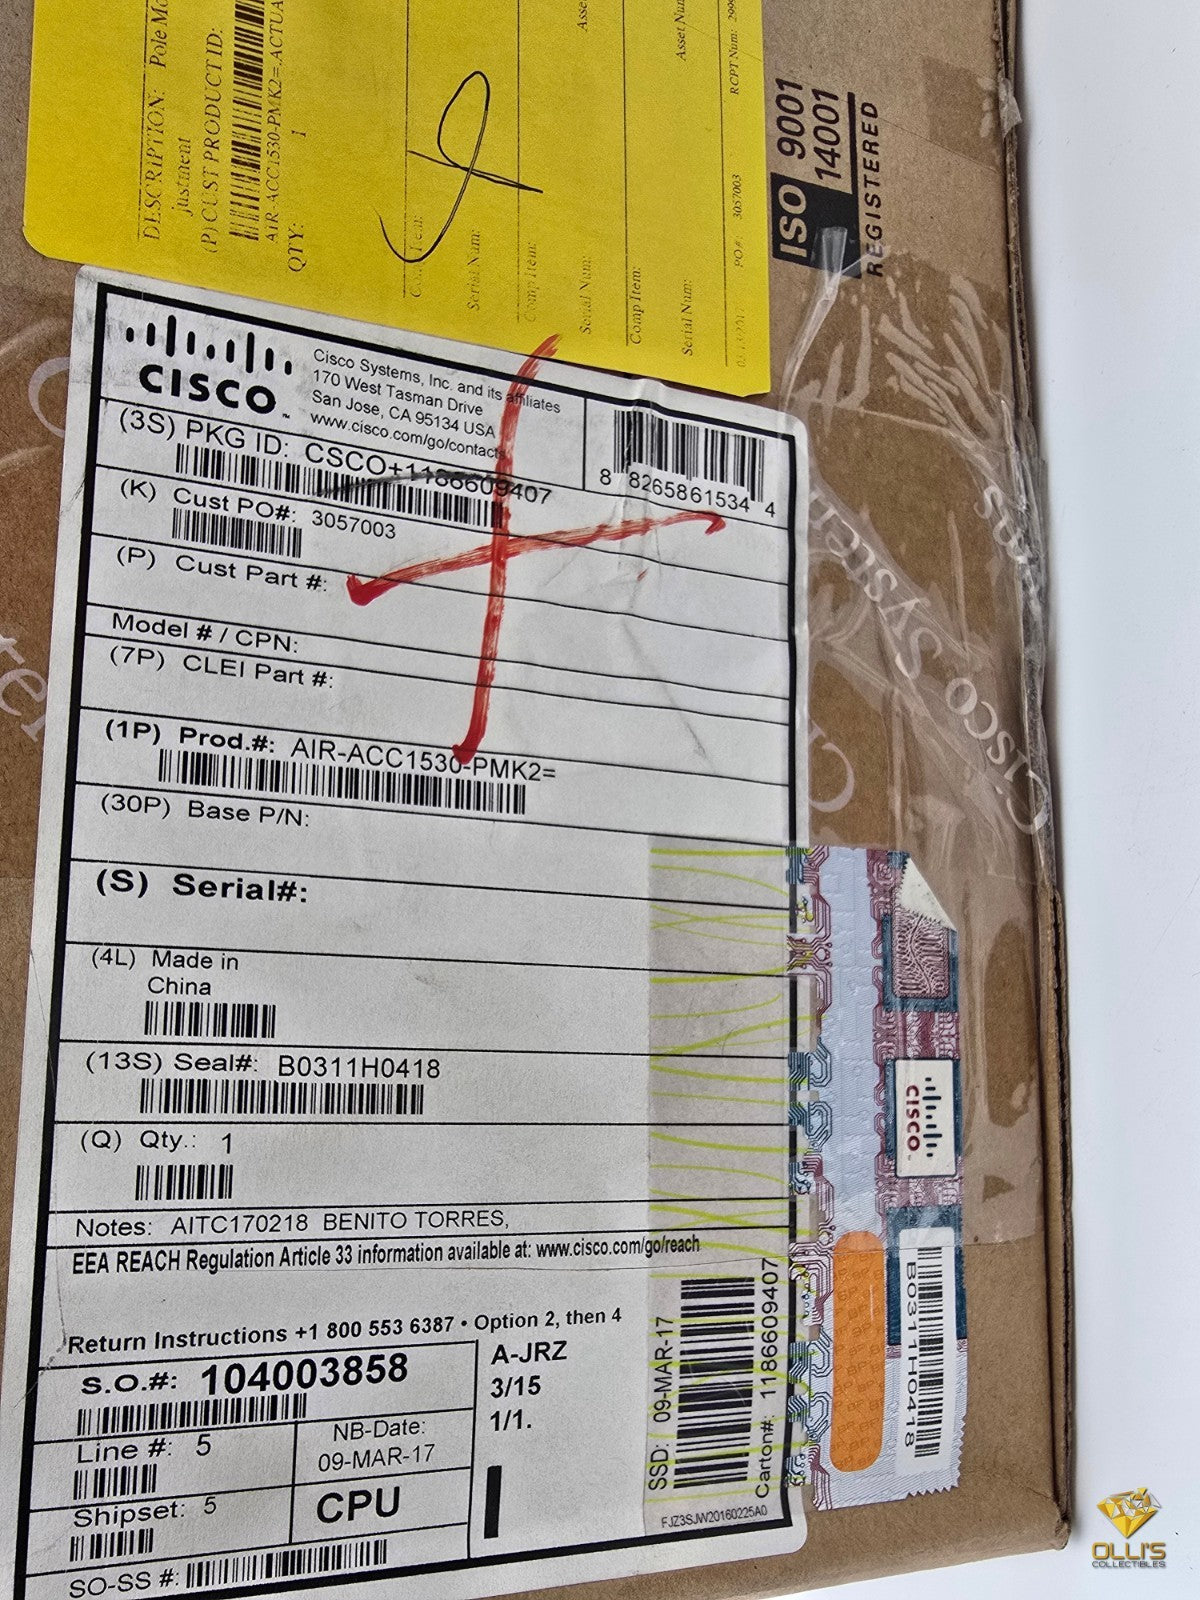 DESCRIPTION: Pole
justment
(P) CUST PRODUCT ID:
AIR-ACC1530-PMK2=.ACTUA
QTY: 1
Serial Num:
Comp Item:
Serial Num:
Comp Item:
Serial Num:
Asset Num
PO #: 3057003
RCPT Num:
ISO 9001
14001
REGISTERED
CISCO
Cisco Systems, Inc. and its affiliates
170 West Tasman Drive
San Jose, CA 95134 USA
www.cisco.com/go/contacts
8 8265861534 4
(3S) PKG ID: CSCO+1186609407
(K) Cust PO#: 3057003
(P) Cust Part #:
Model # / CPN:
(7P) CLEI Part #:
(1P) Prod.#: AIR-ACC1530-PMK2=
(30P) Base P/N:
(S) Serial#:
(4L) Made in
China
(13S) Seal#: B0311H0418
(Q) Qty.: 1
Notes: AITC170218 BENITO TORRES,
EEA REACH Regulation Article 33 information available at: www.cisco.com/go/reach
Return Instructions +1 800 553 6387 • Option 2, then 4
S.O.#: 104003858
Line #: 5
Shipset: 5
SO-SS #:
NB-Date:
09-MAR-17
CPU
A-JRZ
3/15
1/1.
SSD: 09-MAR-17
Carton#: 1186609407
FJZ3SJW20160225A0
Cisco Systems
CISCO
B0311H0418
OLLI'S
COLLECTIBLES